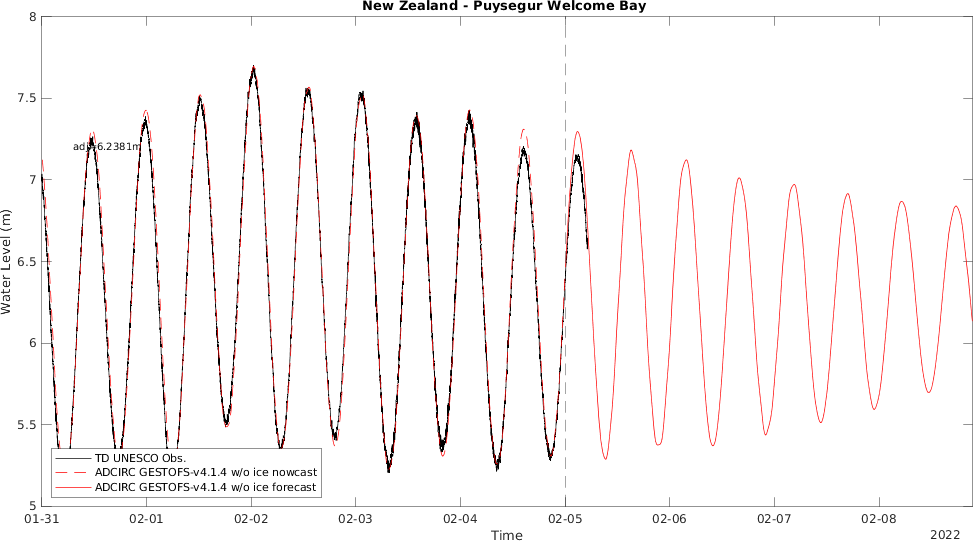 New Zealand - Puysegur Welcome Bay
8
7.5
7
6.5
6
5.5
5
Water Level (m)
TD UNESCO Obs.
ADCIRC GESTOFS-v4.1.4 w/o ice nowcast
ADCIRC GESTOFS-v4.1.4 w/o ice forecast
01-31
02-01
02-02
02-03
02-04
02-05
02-06
02-07
02-08
Time
2022